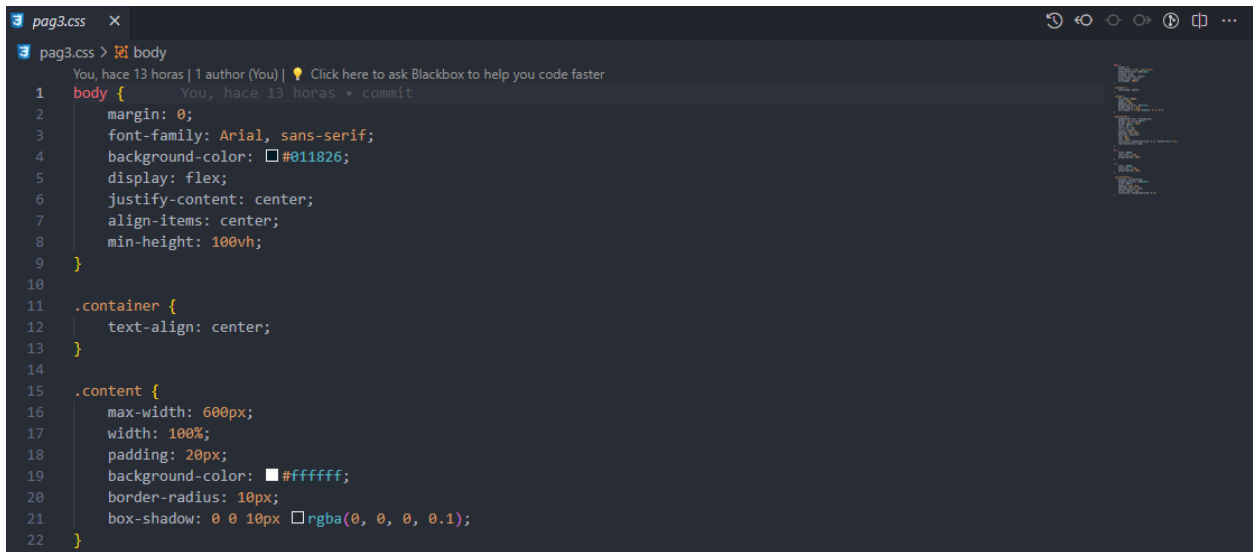 pag3.css
pag3.css > body
You, hace 13 horas | 1 author (You) | Click here to ask Blackbox to help you code faster
1 body { You, hace 13 horas • commit
2 margin: 0;
3 font-family: Arial, sans-serif;
4 background-color: #011826;
5 display: flex;
6 justify-content: center;
7 align-items: center;
8 min-height: 100vh;
9 }
10
11 .container {
12 text-align: center;
13 }
14
15 .content {
16 max-width: 600px;
17 width: 100%;
18 padding: 20px;
19 background-color: #ffffff;
20 border-radius: 10px;
21 box-shadow: 0 0 10px rgba(0, 0, 0, 0.1);
22 }